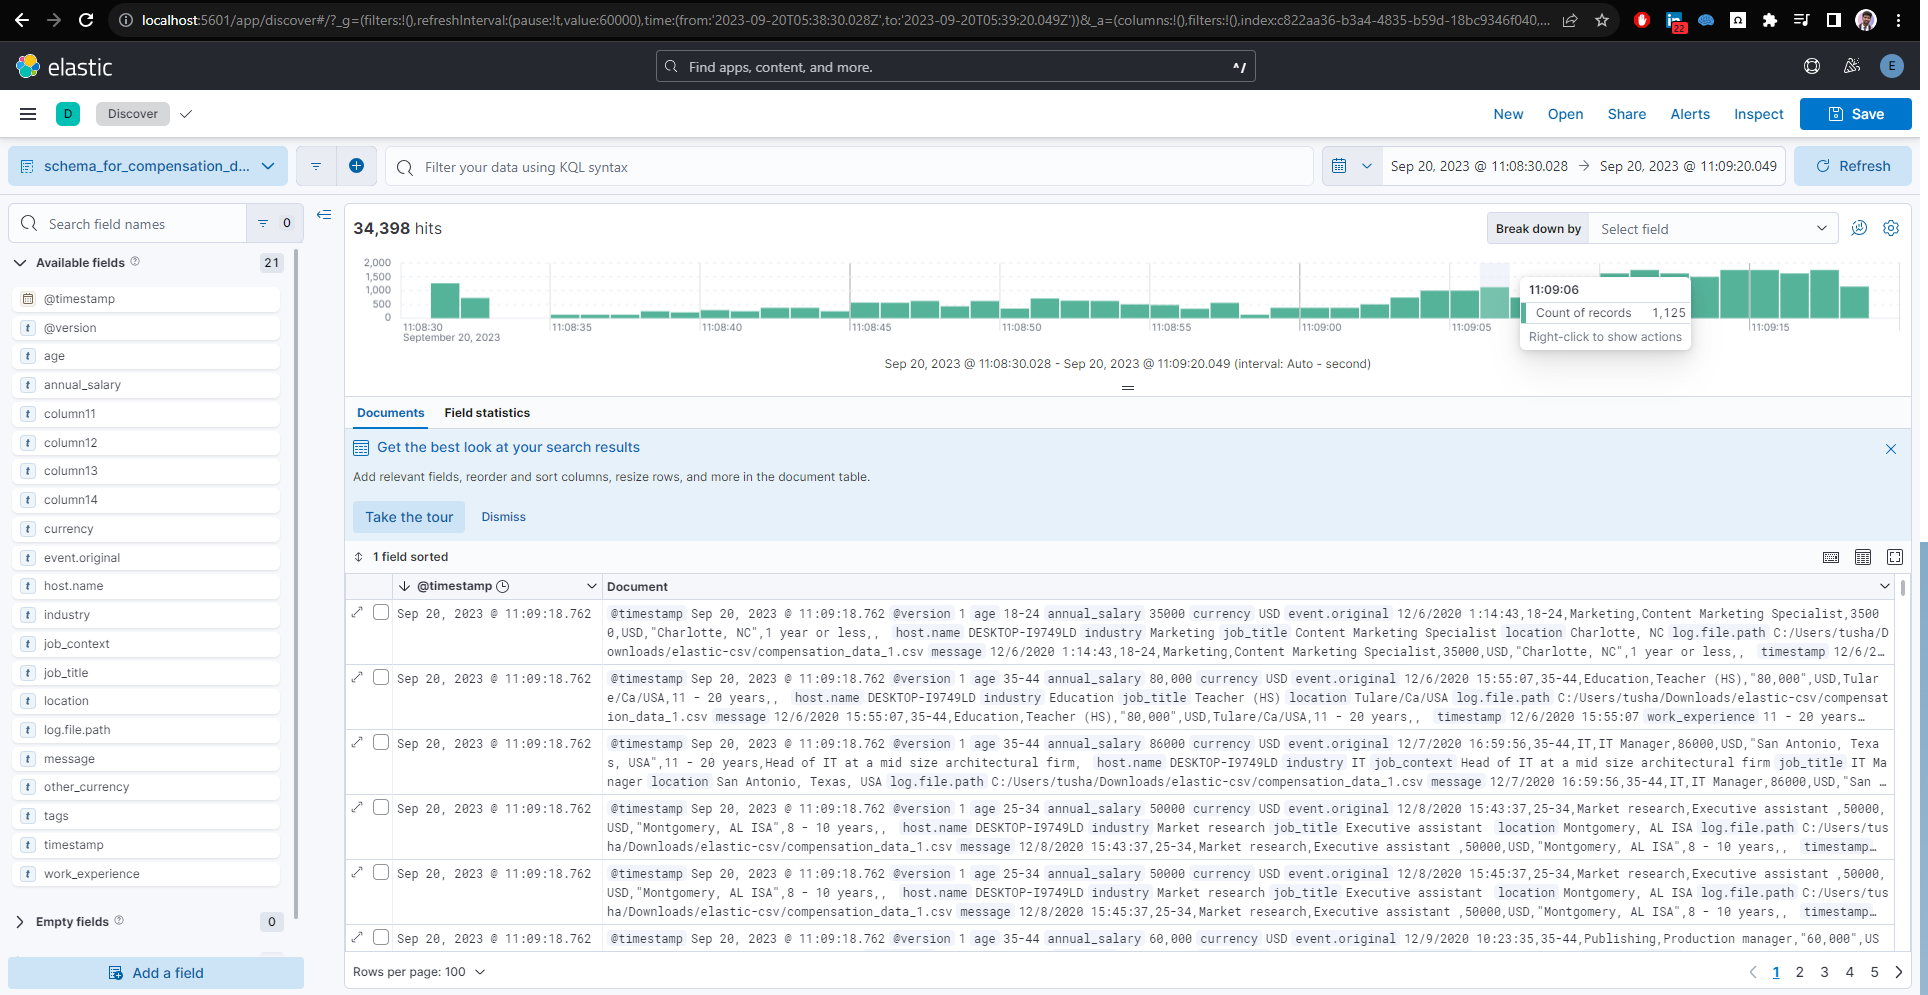 localhost:5601/app/discover#/?_g=(filters:!(),refreshInterval:(pause:!t,value:60000),time:(from:'2023-09-20T05:38:30.028Z',to:'2023-09-20T05:39:20.049Z'))&_a=(columns:!(),filters:!(),index:c822aa36-b3a4-4835-b59d-18bc9346f040,...
22
elastic
Find apps, content, and more.
^/
E
D
Discover
New
Open
Share
Alerts
Inspect
Save
schema_for_compensation_d...
Filter your data using KQL syntax
Sep 20, 2023 @ 11:08:30.028 → Sep 20, 2023 @ 11:09:20.049
Refresh
Search field names
0
Available fields
21
@timestamp
t @version
t age
t annual_salary
t column11
t column12
t column13
t column14
t currency
t event.original
t host.name
t industry
t job_context
t job_title
t location
t log.file.path
t message
t other_currency
t tags
t timestamp
t work_experience
Empty fields
0
Add a field
34,398 hits
Break down by
Select field
2,000
1,500
1,000
500
0
11:08:30
September 20, 2023
11:08:35
11:08:40
11:08:45
11:08:50
11:08:55
11:09:00
11:09:05
11:09:15
11:09:06
Count of records 1,125
Right-click to show actions
Sep 20, 2023 @ 11:08:30.028 - Sep 20, 2023 @ 11:09:20.049 (interval: Auto - second)
Documents
Field statistics
Get the best look at your search results
Add relevant fields, reorder and sort columns, resize rows, and more in the document table.
Take the tour
Dismiss
1 field sorted
@timestamp
Document
Sep 20, 2023 @ 11:09:18.762
@timestamp Sep 20, 2023 @ 11:09:18.762 @version 1 age 18-24 annual_salary 35000 currency USD event.original 12/6/2020 1:14:43,18-24,Marketing,Content Marketing Specialist,3500
0,USD,"Charlotte, NC",1 year or less,, host.name DESKTOP-I9749LD industry Marketing job_title Content Marketing Specialist location Charlotte, NC log.file.path C:/Users/tusha/D
ownloads/elastic-csv/compensation_data_1.csv message 12/6/2020 1:14:43,18-24,Marketing,Content Marketing Specialist,35000,USD,"Charlotte, NC",1 year or less,, timestamp 12/6/2…
Sep 20, 2023 @ 11:09:18.762
@timestamp Sep 20, 2023 @ 11:09:18.762 @version 1 age 35-44 annual_salary 80,000 currency USD event.original 12/6/2020 15:55:07,35-44,Education,Teacher (HS),"80,000",USD,Tular
e/Ca/USA,11 - 20 years,, host.name DESKTOP-I9749LD industry Education job_title Teacher (HS) location Tulare/Ca/USA log.file.path C:/Users/tusha/Downloads/elastic-csv/compensat
ion_data_1.csv message 12/6/2020 15:55:07,35-44,Education,Teacher (HS),"80,000",USD,Tulare/Ca/USA,11 - 20 years,, timestamp 12/6/2020 15:55:07 work_experience 11 - 20 years…
Sep 20, 2023 @ 11:09:18.762
@timestamp Sep 20, 2023 @ 11:09:18.762 @version 1 age 35-44 annual_salary 86000 currency USD event.original 12/7/2020 16:59:56,35-44,IT,IT Manager,86000,USD,"San Antonio, Texa
s, USA",11 - 20 years,Head of IT at a mid size architectural firm, host.name DESKTOP-I9749LD industry IT job_context Head of IT at a mid size architectural firm job_title IT Ma
nager location San Antonio, Texas, USA log.file.path C:/Users/tusha/Downloads/elastic-csv/compensation_data_1.csv message 12/7/2020 16:59:56,35-44,IT,IT Manager,86000,USD,"San …
Sep 20, 2023 @ 11:09:18.762
@timestamp Sep 20, 2023 @ 11:09:18.762 @version 1 age 25-34 annual_salary 50000 currency USD event.original 12/8/2020 15:43:37,25-34,Market research,Executive assistant ,50000,
USD,"Montgomery, AL ISA",8 - 10 years,, host.name DESKTOP-I9749LD industry Market research job_title Executive assistant location Montgomery, AL ISA log.file.path C:/Users/tus
ha/Downloads/elastic-csv/compensation_data_1.csv message 12/8/2020 15:43:37,25-34,Market research,Executive assistant ,50000,USD,"Montgomery, AL ISA",8 - 10 years,, timestamp…
Sep 20, 2023 @ 11:09:18.762
@timestamp Sep 20, 2023 @ 11:09:18.762 @version 1 age 25-34 annual_salary 50000 currency USD event.original 12/8/2020 15:45:37,25-34,Market research,Executive assistant ,50000,
USD,"Montgomery, AL ISA",8 - 10 years,, host.name DESKTOP-I9749LD industry Market research job_title Executive assistant location Montgomery, AL ISA log.file.path C:/Users/tus
ha/Downloads/elastic-csv/compensation_data_1.csv message 12/8/2020 15:45:37,25-34,Market research,Executive assistant ,50000,USD,"Montgomery, AL ISA",8 - 10 years,, timestamp…
Sep 20, 2023 @ 11:09:18.762
@timestamp Sep 20, 2023 @ 11:09:18.762 @version 1 age 35-44 annual_salary 60,000 currency USD event.original 12/9/2020 10:23:35,35-44,Publishing,Production manager,"60,000",US
Rows per page: 100
1 2 3 4 5